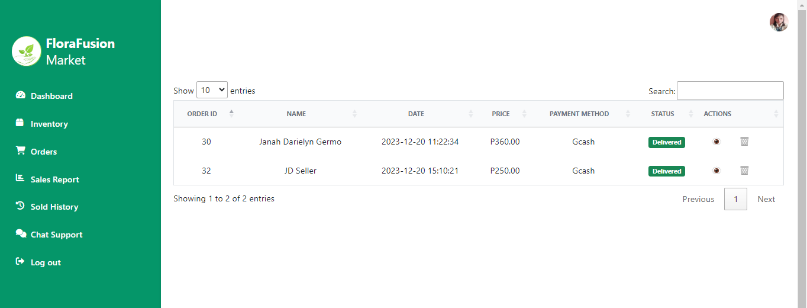 FloraFusion
Market
Dashboard
Inventory
Orders
Sales Report
Sold History
Chat Support
Log out
Show 10 entries
Search:
ORDER ID NAME DATE PRICE PAYMENT METHOD STATUS ACTIONS
30 Janah Darielyn Germo 2023-12-20 11:22:34 P360.00 Gcash Delivered
32 JD Seller 2023-12-20 15:10:21 P250.00 Gcash Delivered
Showing 1 to 2 of 2 entries
Previous 1 Next